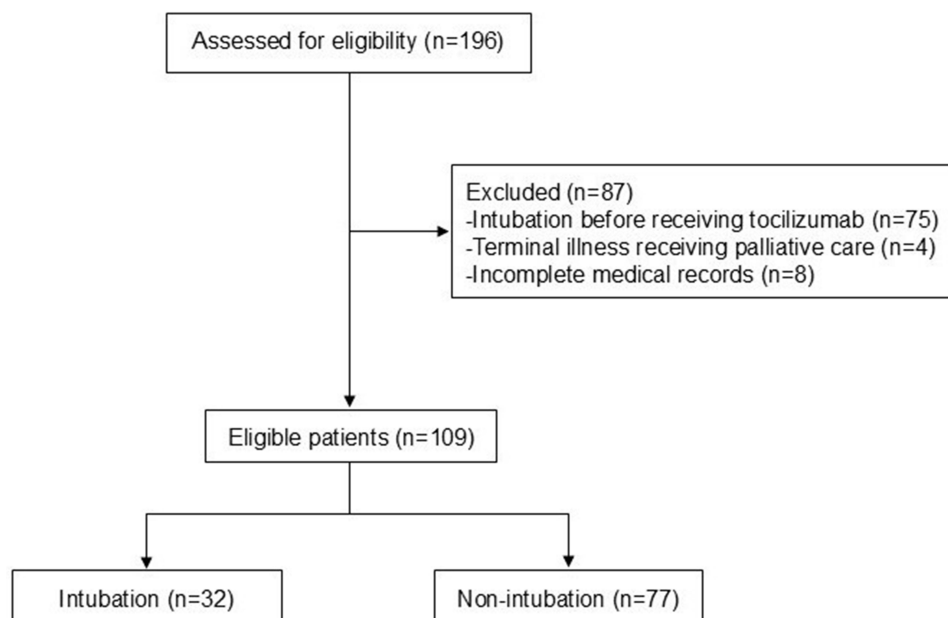 Assessed for eligibility (n=196)
Excluded (n=87)
-Intubation before receiving tocilizumab (n=75)
-Terminal illness receiving palliative care (n=4)
-Incomplete medical records (n=8)
Eligible patients (n=109)
Intubation (n=32)
Non-intubation (n=77)